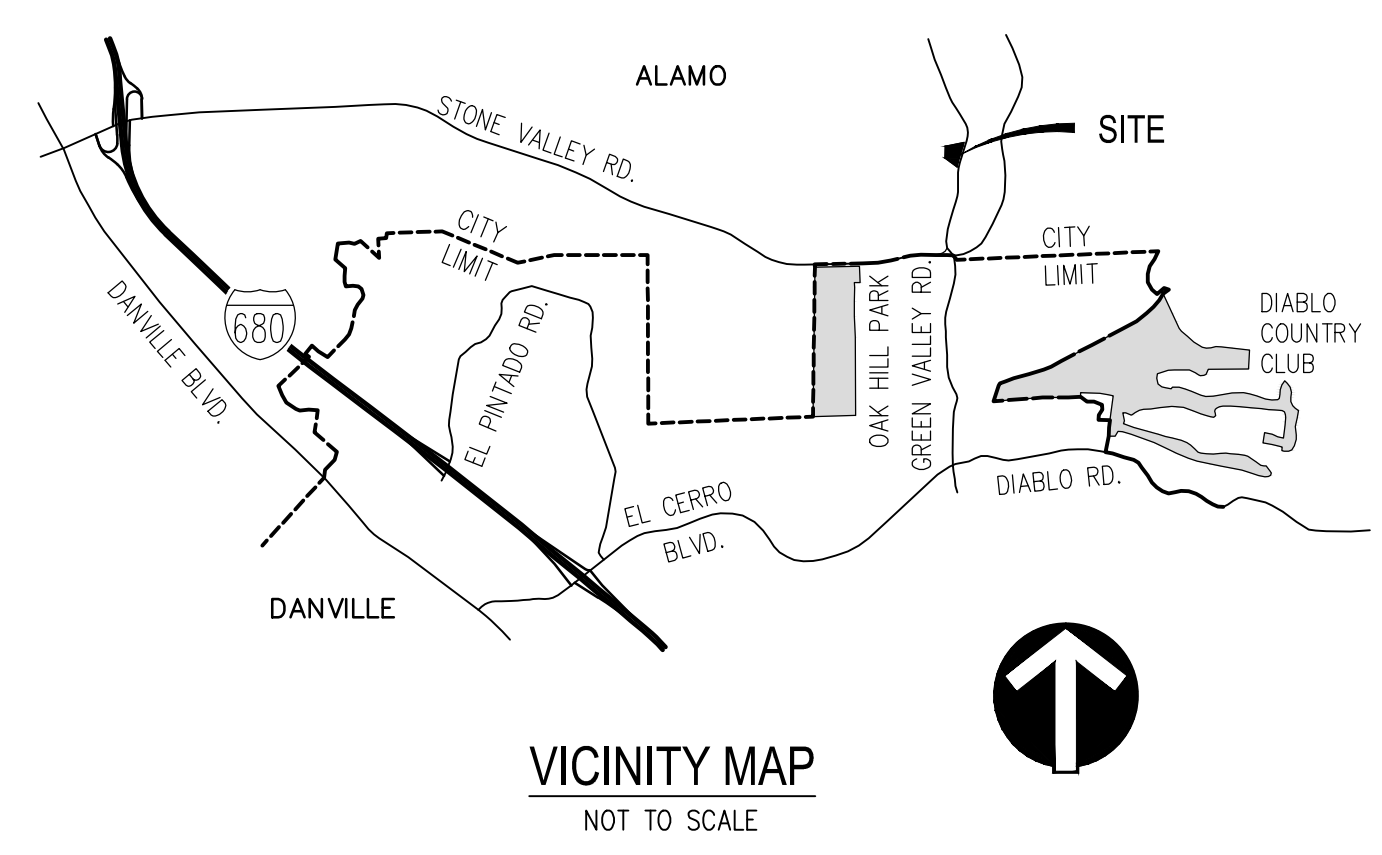 ALAMO
SITE
STONE VALLEY RD.
CITY
LIMIT
CITY
LIMIT
DANVILLE BLVD.
680
EL PINTADO RD.
OAK HILL PARK
GREEN VALLEY RD.
DIABLO
COUNTRY
CLUB
EL CERRO
BLVD.
DIABLO RD.
DANVILLE
VICINITY MAP
NOT TO SCALE